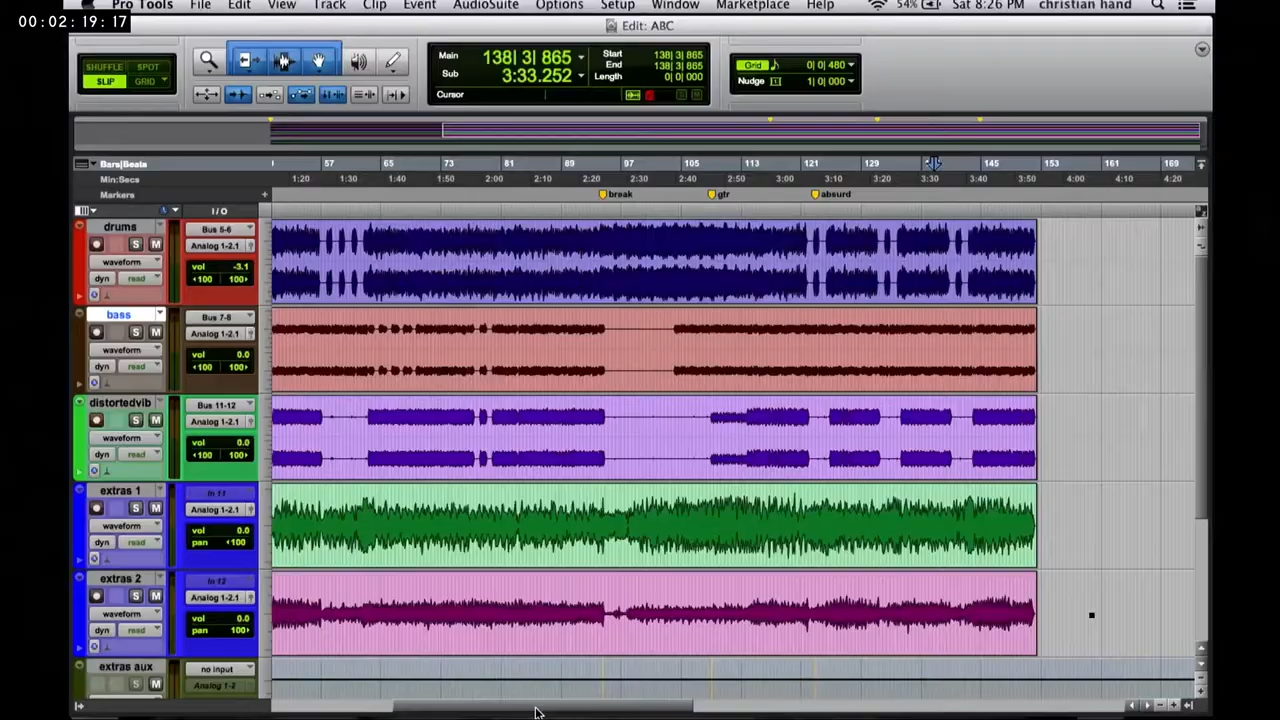 Pro Tools File Edit View Track Clip Event AudioSuite Options Setup Window Marketplace Help 54% Sat 8:26 PM christian hand
00:02:19:17
Edit: ABC
SHUFFLE SPOT
SLIP GRID
Main 138| 3| 865
Sub 3:33.252
Start 138| 3| 865
End 138| 3| 865
Length 0| 0| 000
Cursor
Grid 0| 0| 480
Nudge 1| 0| 000
Bars|Beats 57 65 73 81 89 97 105 113 121 129 145 153 161 169
Min:Secs 1:20 1:30 1:40 1:50 2:00 2:10 2:20 2:30 2:40 2:50 3:00 3:10 3:20 3:30 3:40 3:50 4:00 4:10 4:20
Markers + break gtr absurd
I / O
drums
S M
waveform
dyn read
Bus 5-6
Analog 1-2.1
vol -3.1
100 100
bass
S M
waveform
dyn read
Bus 7-8
Analog 1-2.1
vol 0.0
100 100
distortedvib
S M
waveform
dyn read
Bus 11-12
Analog 1-2.1
vol 0.0
100 100
extras 1
S M
waveform
dyn read
In 11
Analog 1-2.1
vol 0.0
pan 100
extras 2
S M
waveform
dyn read
In 12
Analog 1-2.1
vol 0.0
pan 100
extras aux
S M
no input
Analog 1-2